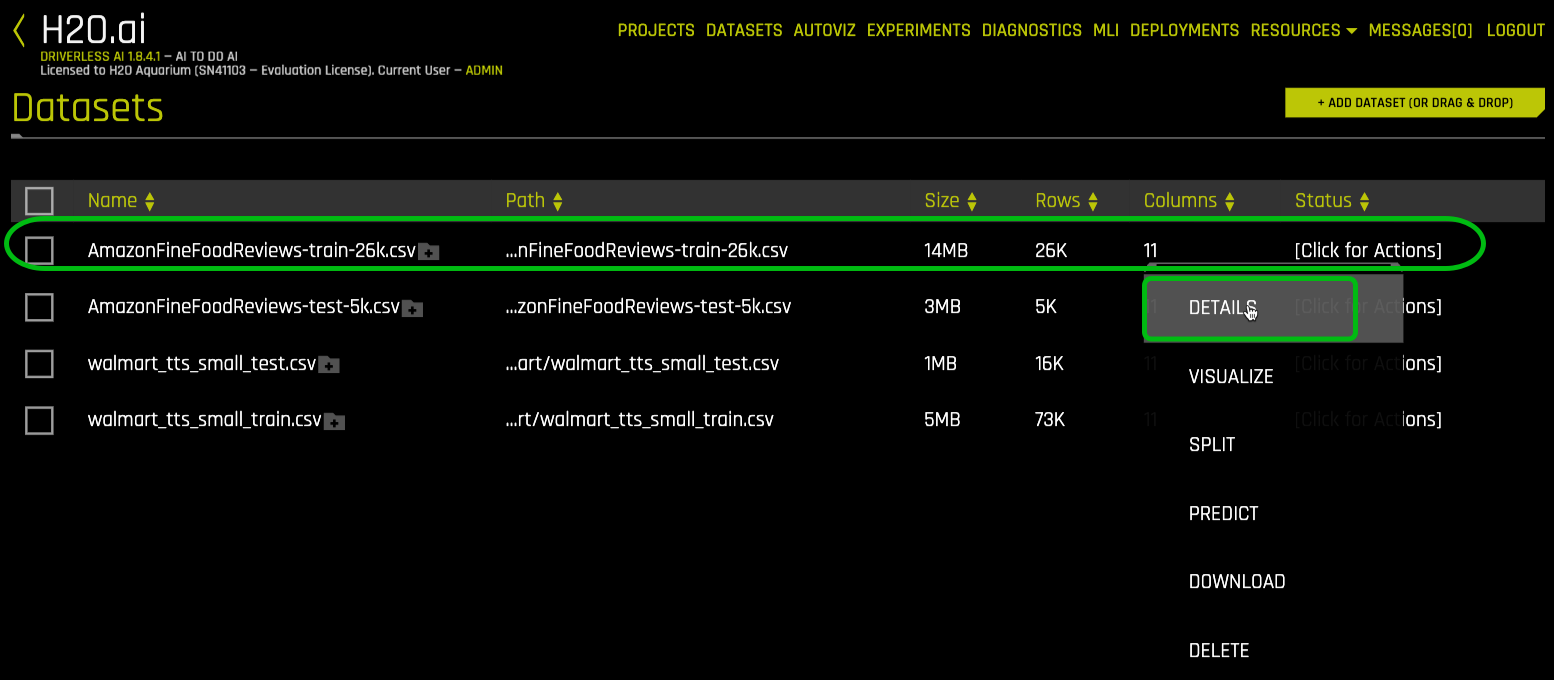 H2O.ai
DRIVERLESS AI 1.8.4.1 – AI TO DO AI
Licensed to H2O Aquarium (SN41103 – Evaluation License). Current User – ADMIN
PROJECTS DATASETS AUTOVIZ EXPERIMENTS DIAGNOSTICS MLI DEPLOYMENTS RESOURCES MESSAGES[0] LOGOUT
Datasets
+ ADD DATASET (OR DRAG & DROP)
Name Path Size Rows Columns Status
AmazonFineFoodReviews-train-26k.csv ...nFineFoodReviews-train-26k.csv 14MB 26K 11 [Click for Actions]
AmazonFineFoodReviews-test-5k.csv ...zonFineFoodReviews-test-5k.csv 3MB 5K 11 [Click for Actions]
walmart_tts_small_test.csv ...art/walmart_tts_small_test.csv 1MB 16K 11 [Click for Actions]
walmart_tts_small_train.csv ...rt/walmart_tts_small_train.csv 5MB 73K 11 [Click for Actions]
DETAILS
VISUALIZE
SPLIT
PREDICT
DOWNLOAD
DELETE